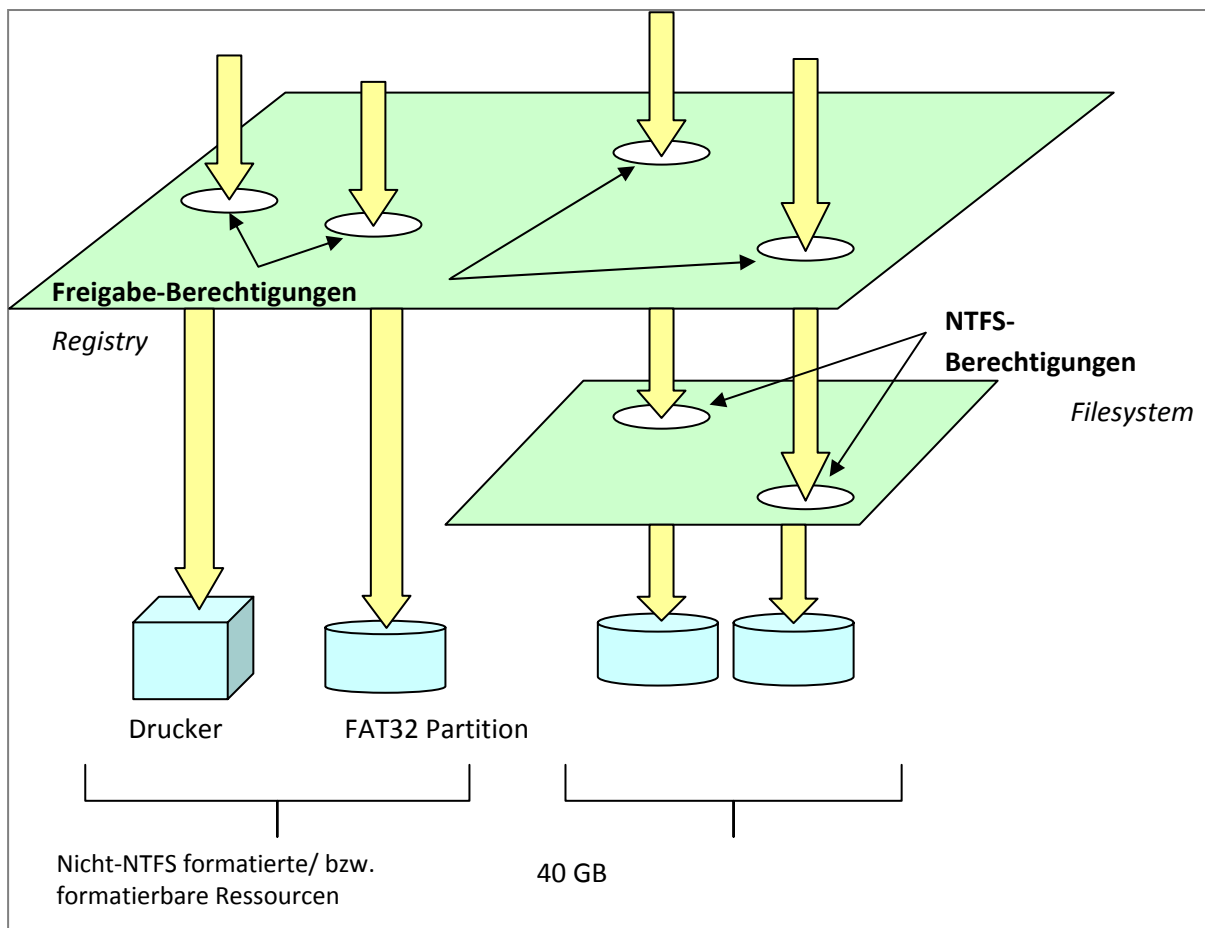 Freigabe-Berechtigungen
Registry
NTFS-
Berechtigungen
Filesystem
Drucker
FAT32 Partition
Nicht-NTFS formatierte/ bzw.
formatierbare Ressourcen
40 GB